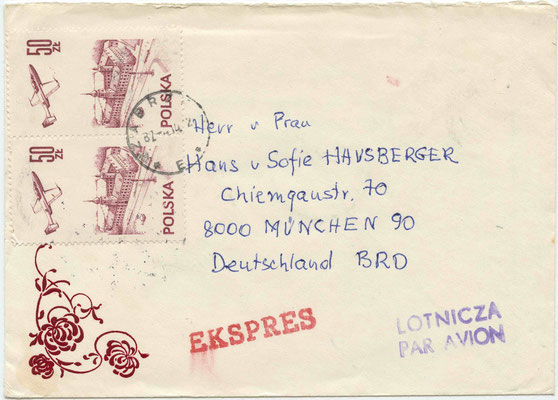 50 ZŁ
POLSKA
50 ZŁ
POLSKA
Herr u Frau
Hans u Sofie HAUSBERGER
Chiemgaustr. 70
8000 MÜNCHEN 90
Deutschland BRD
EKSPRES
LOTNICZA
PAR AVION